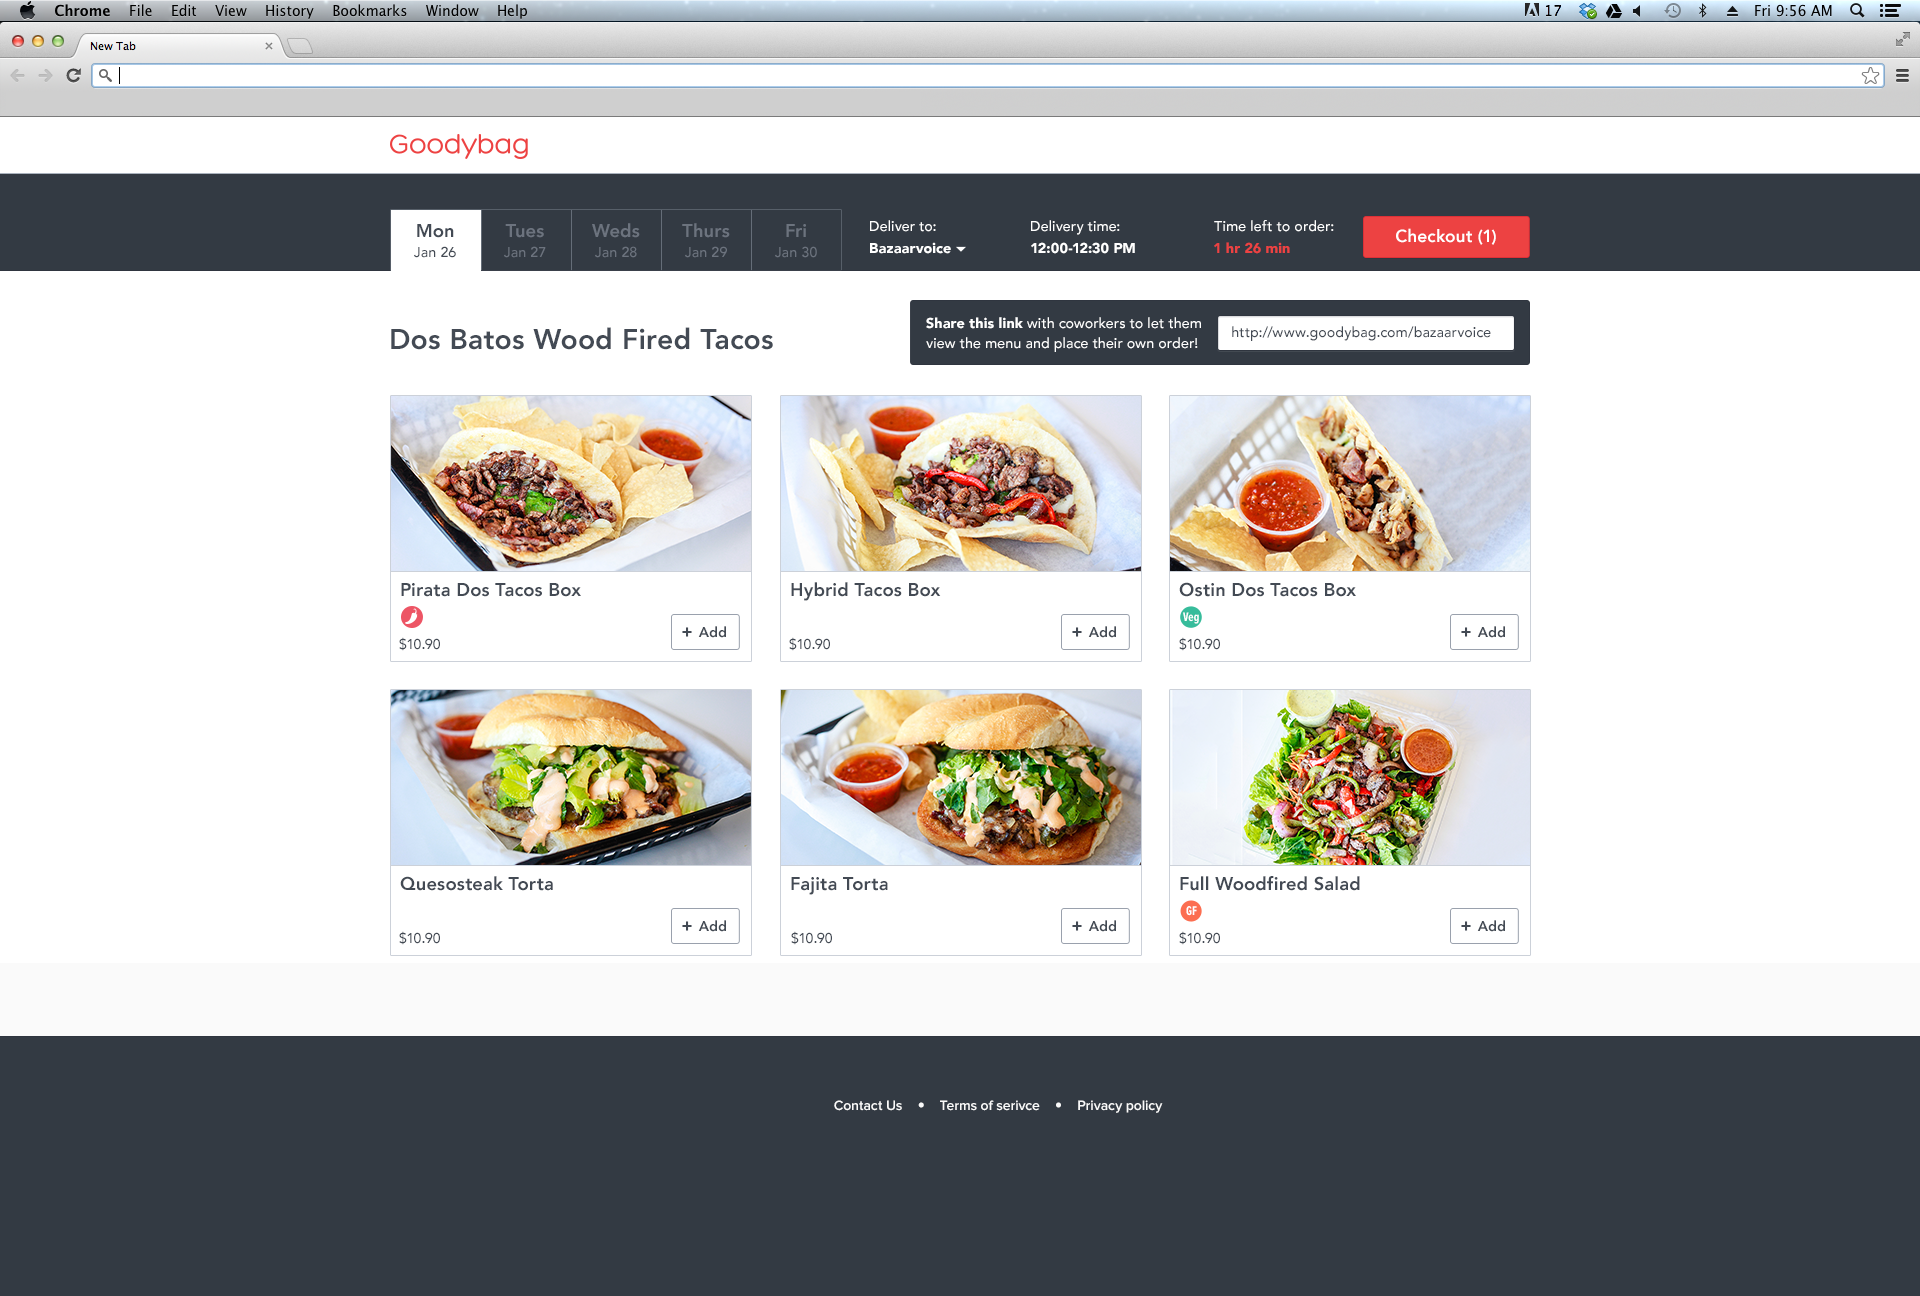 Chrome File Edit View History Bookmarks Window Help 17 Fri 9:56 AM
New Tab
Goodybag
Mon
Jan 26
Tues
Jan 27
Weds
Jan 28
Thurs
Jan 29
Fri
Jan 30
Deliver to:
Bazaarvoice
Delivery time:
12:00-12:30 PM
Time left to order:
1 hr 26 min
Checkout (1)
Dos Batos Wood Fired Tacos
Share this link with coworkers to let them
view the menu and place their own order!
http://www.goodybag.com/bazaarvoice
Pirata Dos Tacos Box
$10.90
+ Add
Hybrid Tacos Box
$10.90
+ Add
Ostin Dos Tacos Box
Veg
$10.90
+ Add
Quesosteak Torta
$10.90
+ Add
Fajita Torta
$10.90
+ Add
Full Woodfired Salad
GF
$10.90
+ Add
Contact Us • Terms of serivce • Privacy policy